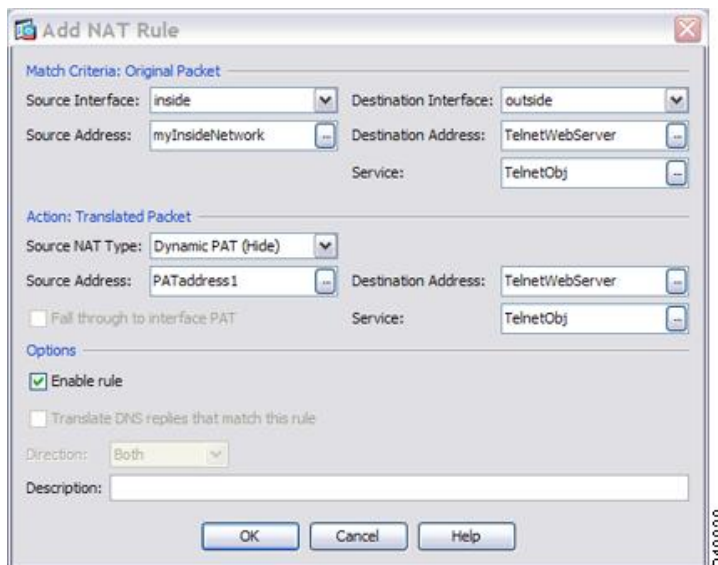 Add NAT Rule
Match Criteria: Original Packet
Source Interface: inside Destination Interface: outside
Source Address: myInsideNetwork ... Destination Address: TelnetWebServer ...
Service: TelnetObj ...
Action: Translated Packet
Source NAT Type: Dynamic PAT (Hide)
Source Address: PATaddress1 ... Destination Address: TelnetWebServer ...
Fall through to interface PAT Service: TelnetObj ...
Options
Enable rule
Translate DNS replies that match this rule
Direction: Both
Description:
OK Cancel Help